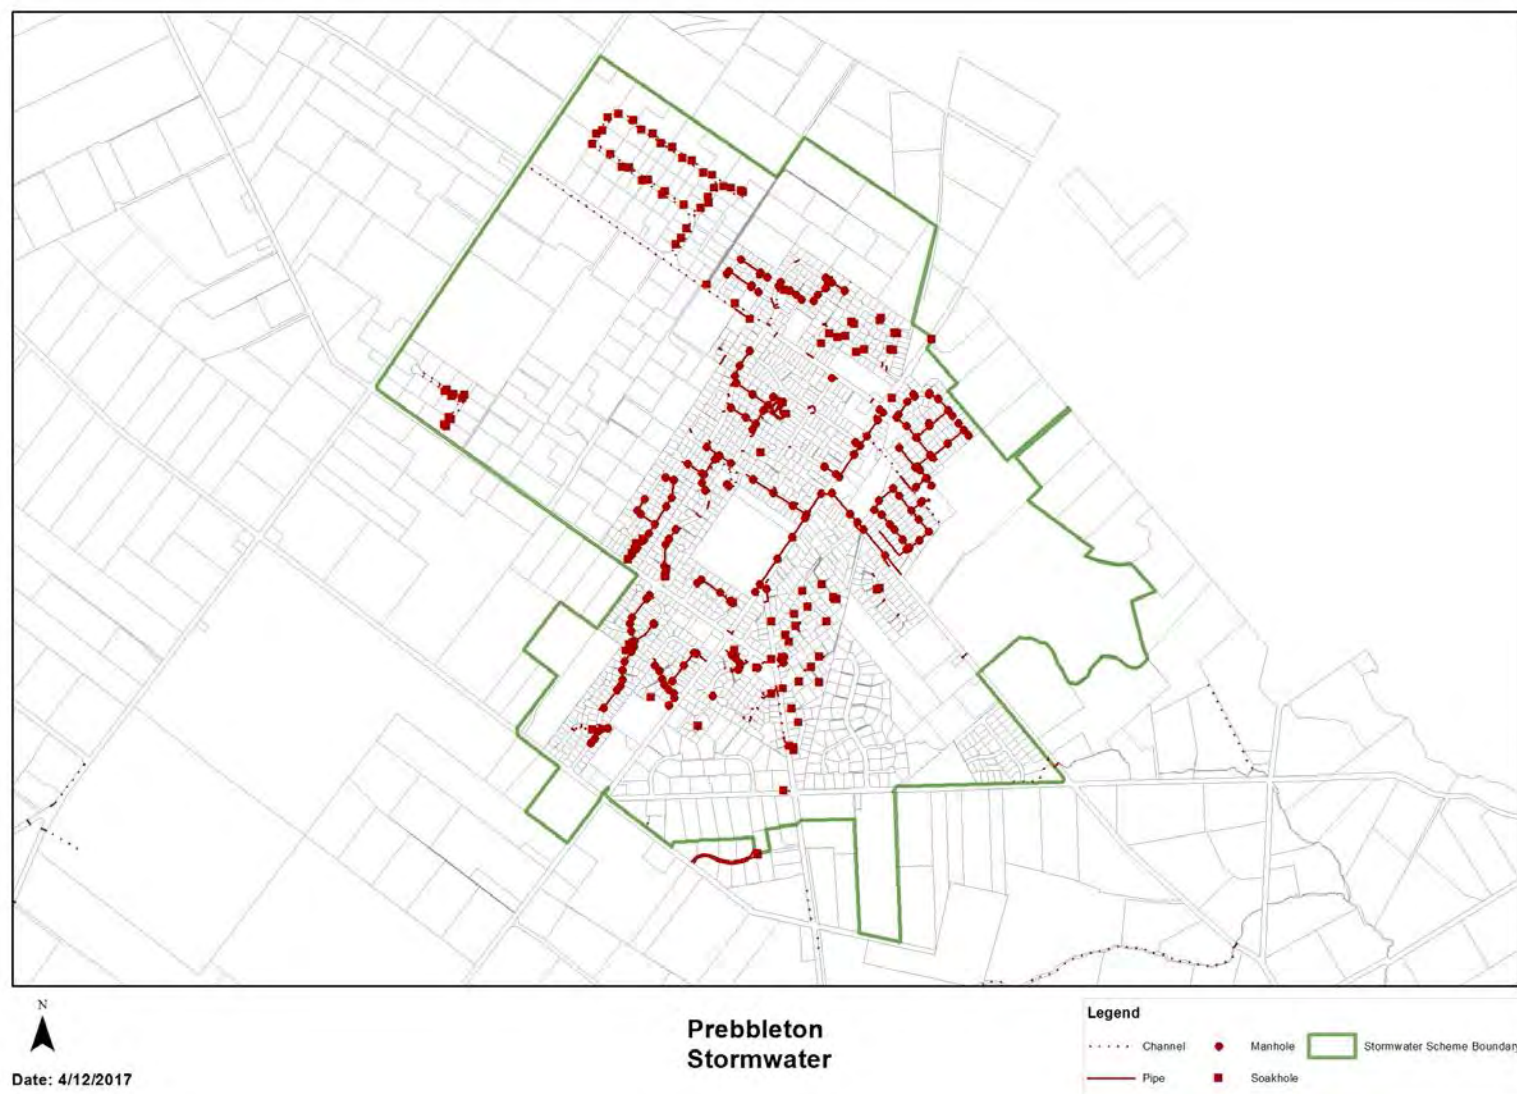 N
Date: 4/12/2017
Prebbleton
Stormwater
Legend
Channel
Manhole
Stormwater Scheme Boundary
Pipe
Soakhole